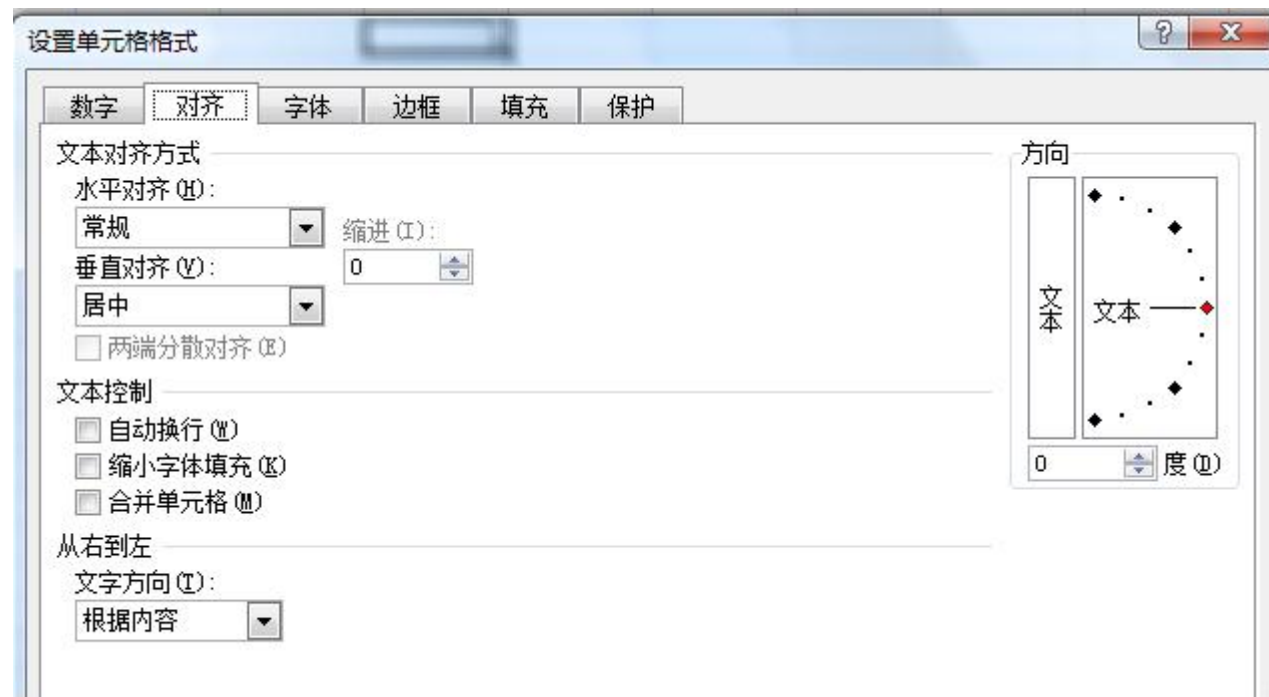 设置单元格格式
数字 对齐 字体 边框 填充 保护
文本对齐方式
水平对齐(H):
常规
缩进(I):
垂直对齐(V):
0
居中
两端分散对齐(E)
文本控制
自动换行(W)
缩小字体填充(K)
合并单元格(M)
从右到左
文字方向(T):
根据内容
方向
文本
文本
0 度(D)